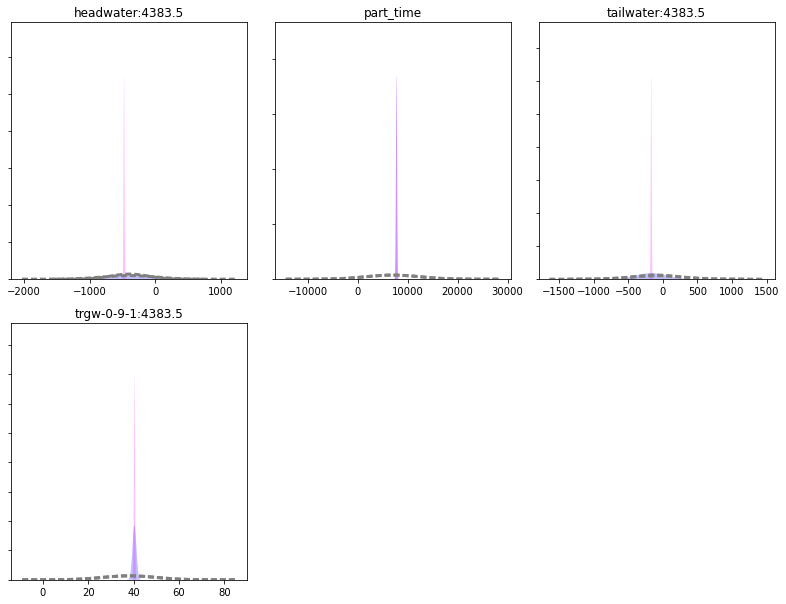 headwater:4383.5
part_time
tailwater:4383.5
−2000 −1000 0 1000
−10000 0 10000 20000 30000
−1500 −1000 −500 0 500 1000 1500
trgw-0-9-1:4383.5
0 20 40 60 80